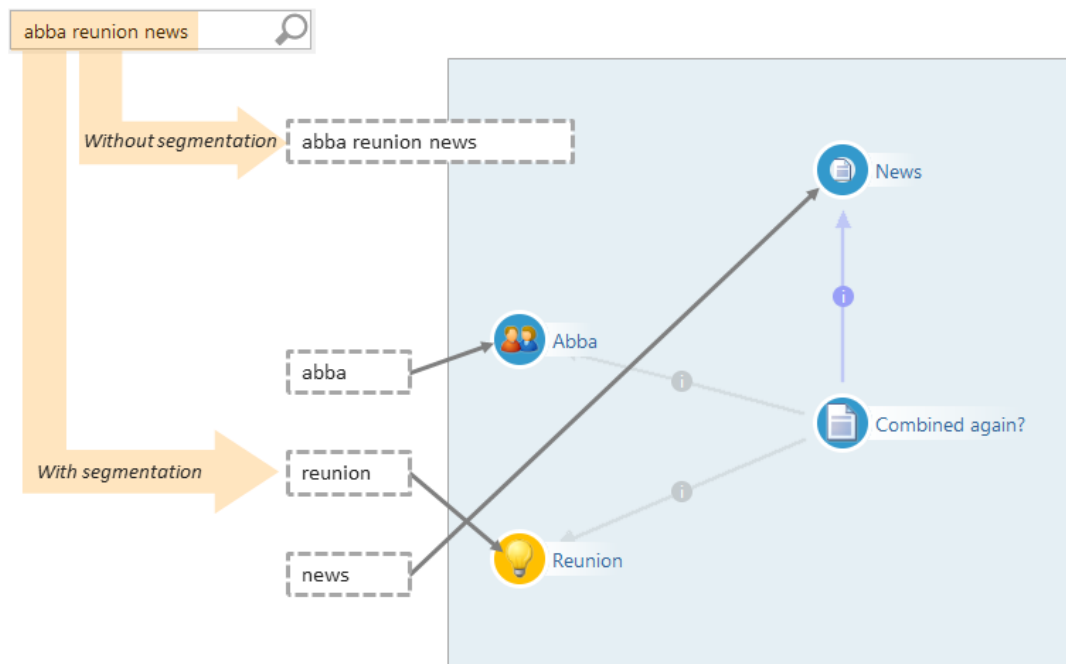 abba reunion news
Without segmentation
abba reunion news
News
Abba
abba
Combined again?
With segmentation
reunion
Reunion
news